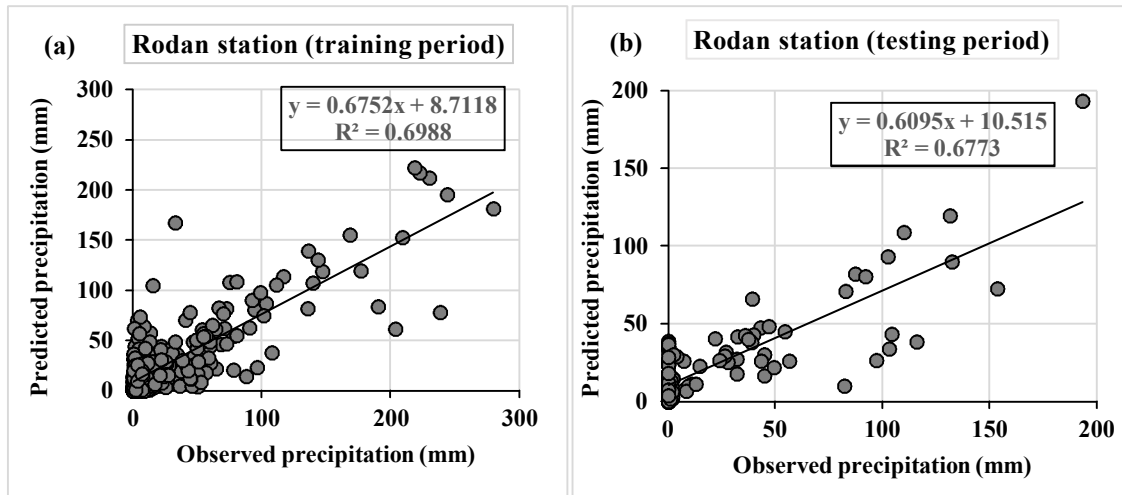 (a)
Rodan station (training period)
y = 0.6752x + 8.7118
R² = 0.6988
Predicted precipitation (mm)
300
250
200
150
100
50
0
0
100
200
300
Observed precipitation (mm)
(b)
Rodan station (testing period)
y = 0.6095x + 10.515
R² = 0.6773
Predicted precipitation (mm)
200
150
100
50
0
0
50
100
150
200
Observed precipitation (mm)